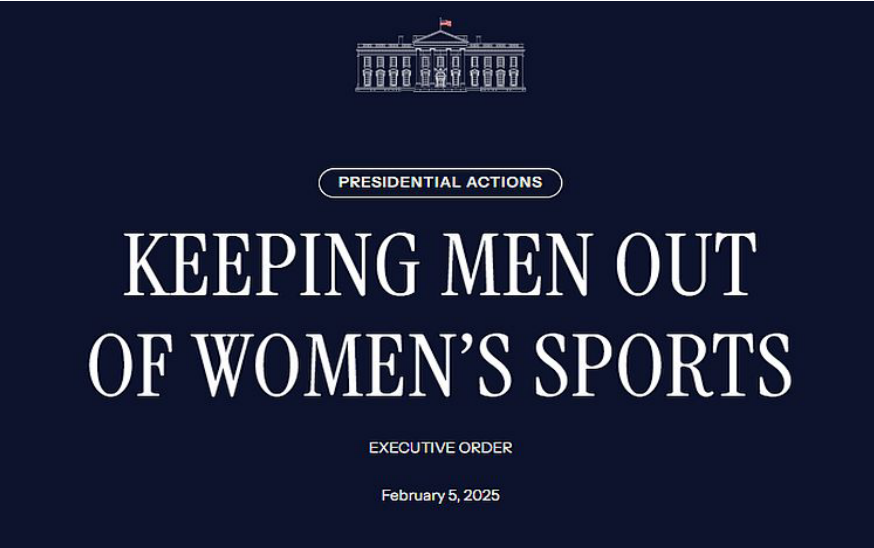 PRESIDENTIAL ACTIONS
KEEPING MEN OUT
OF WOMEN’S SPORTS
EXECUTIVE ORDER
February 5, 2025